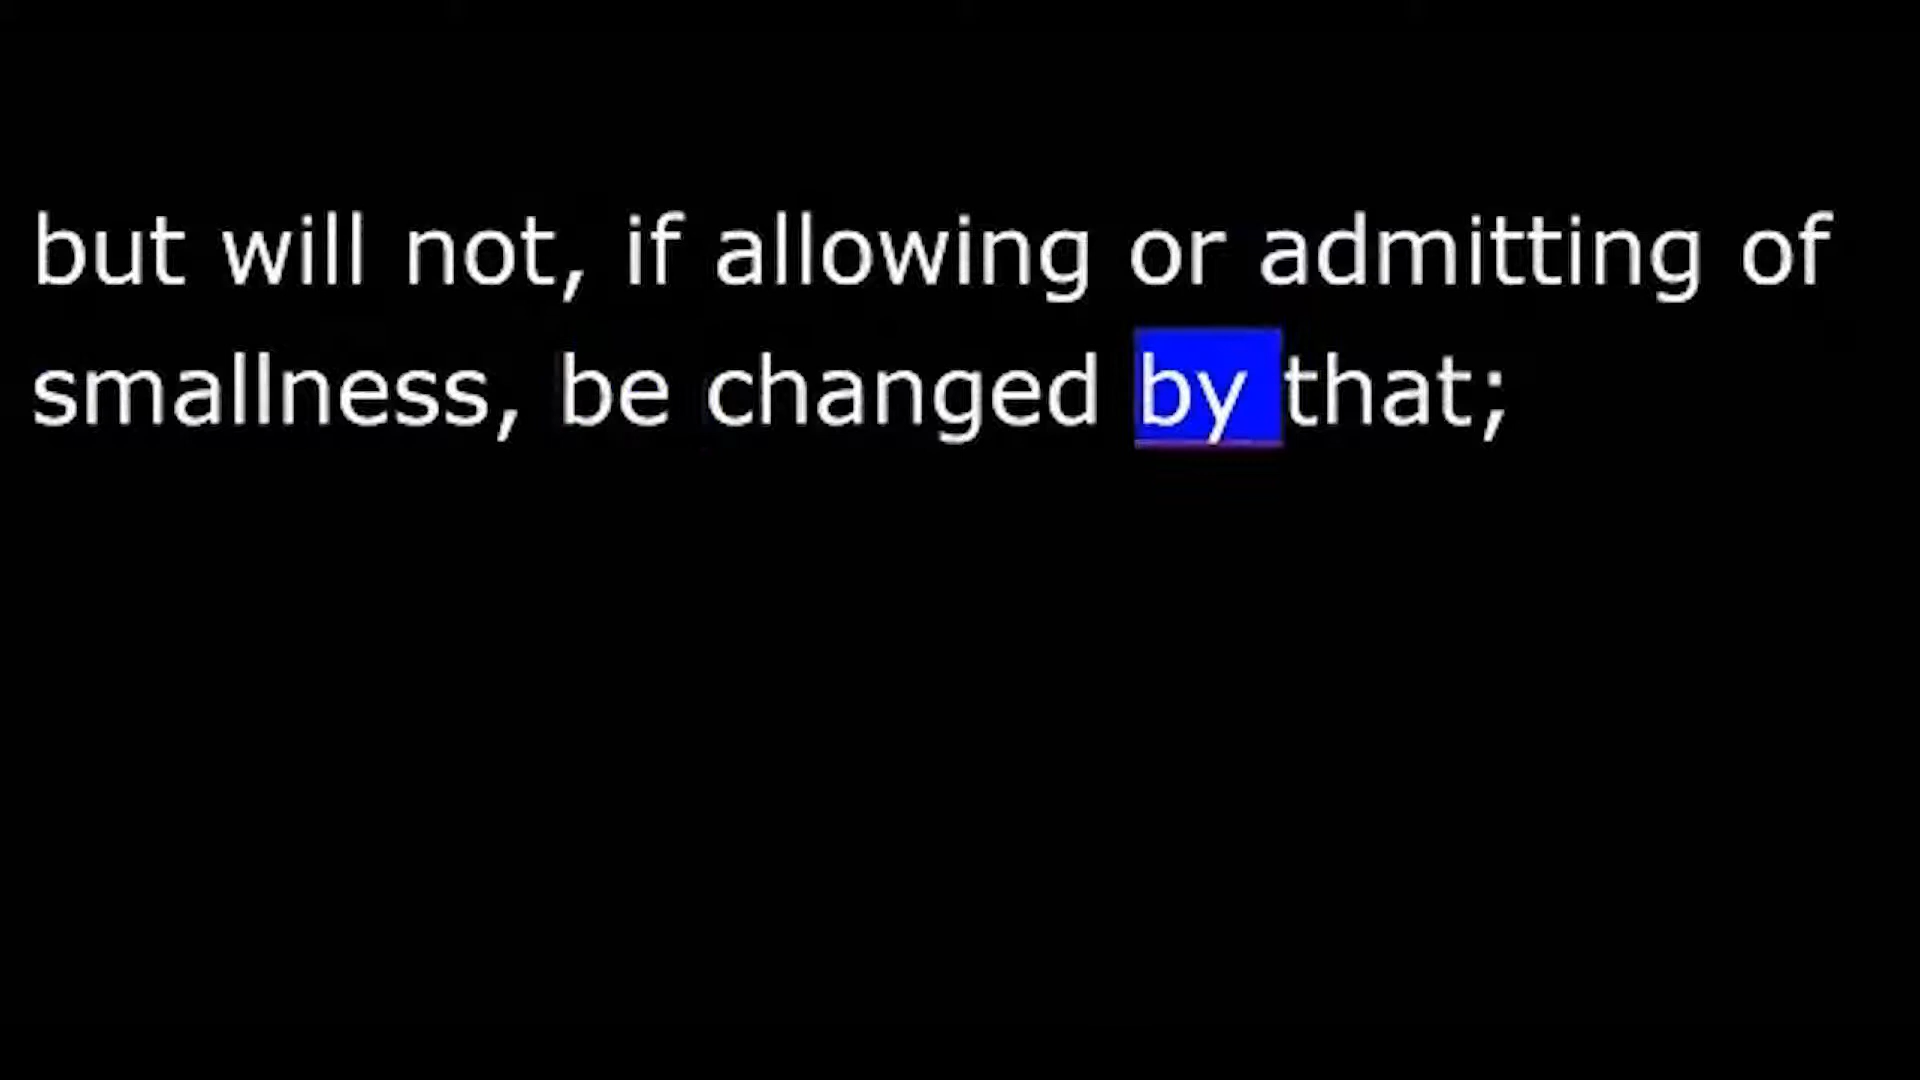 but will not, if allowing or admitting of
smallness, be changed by that;